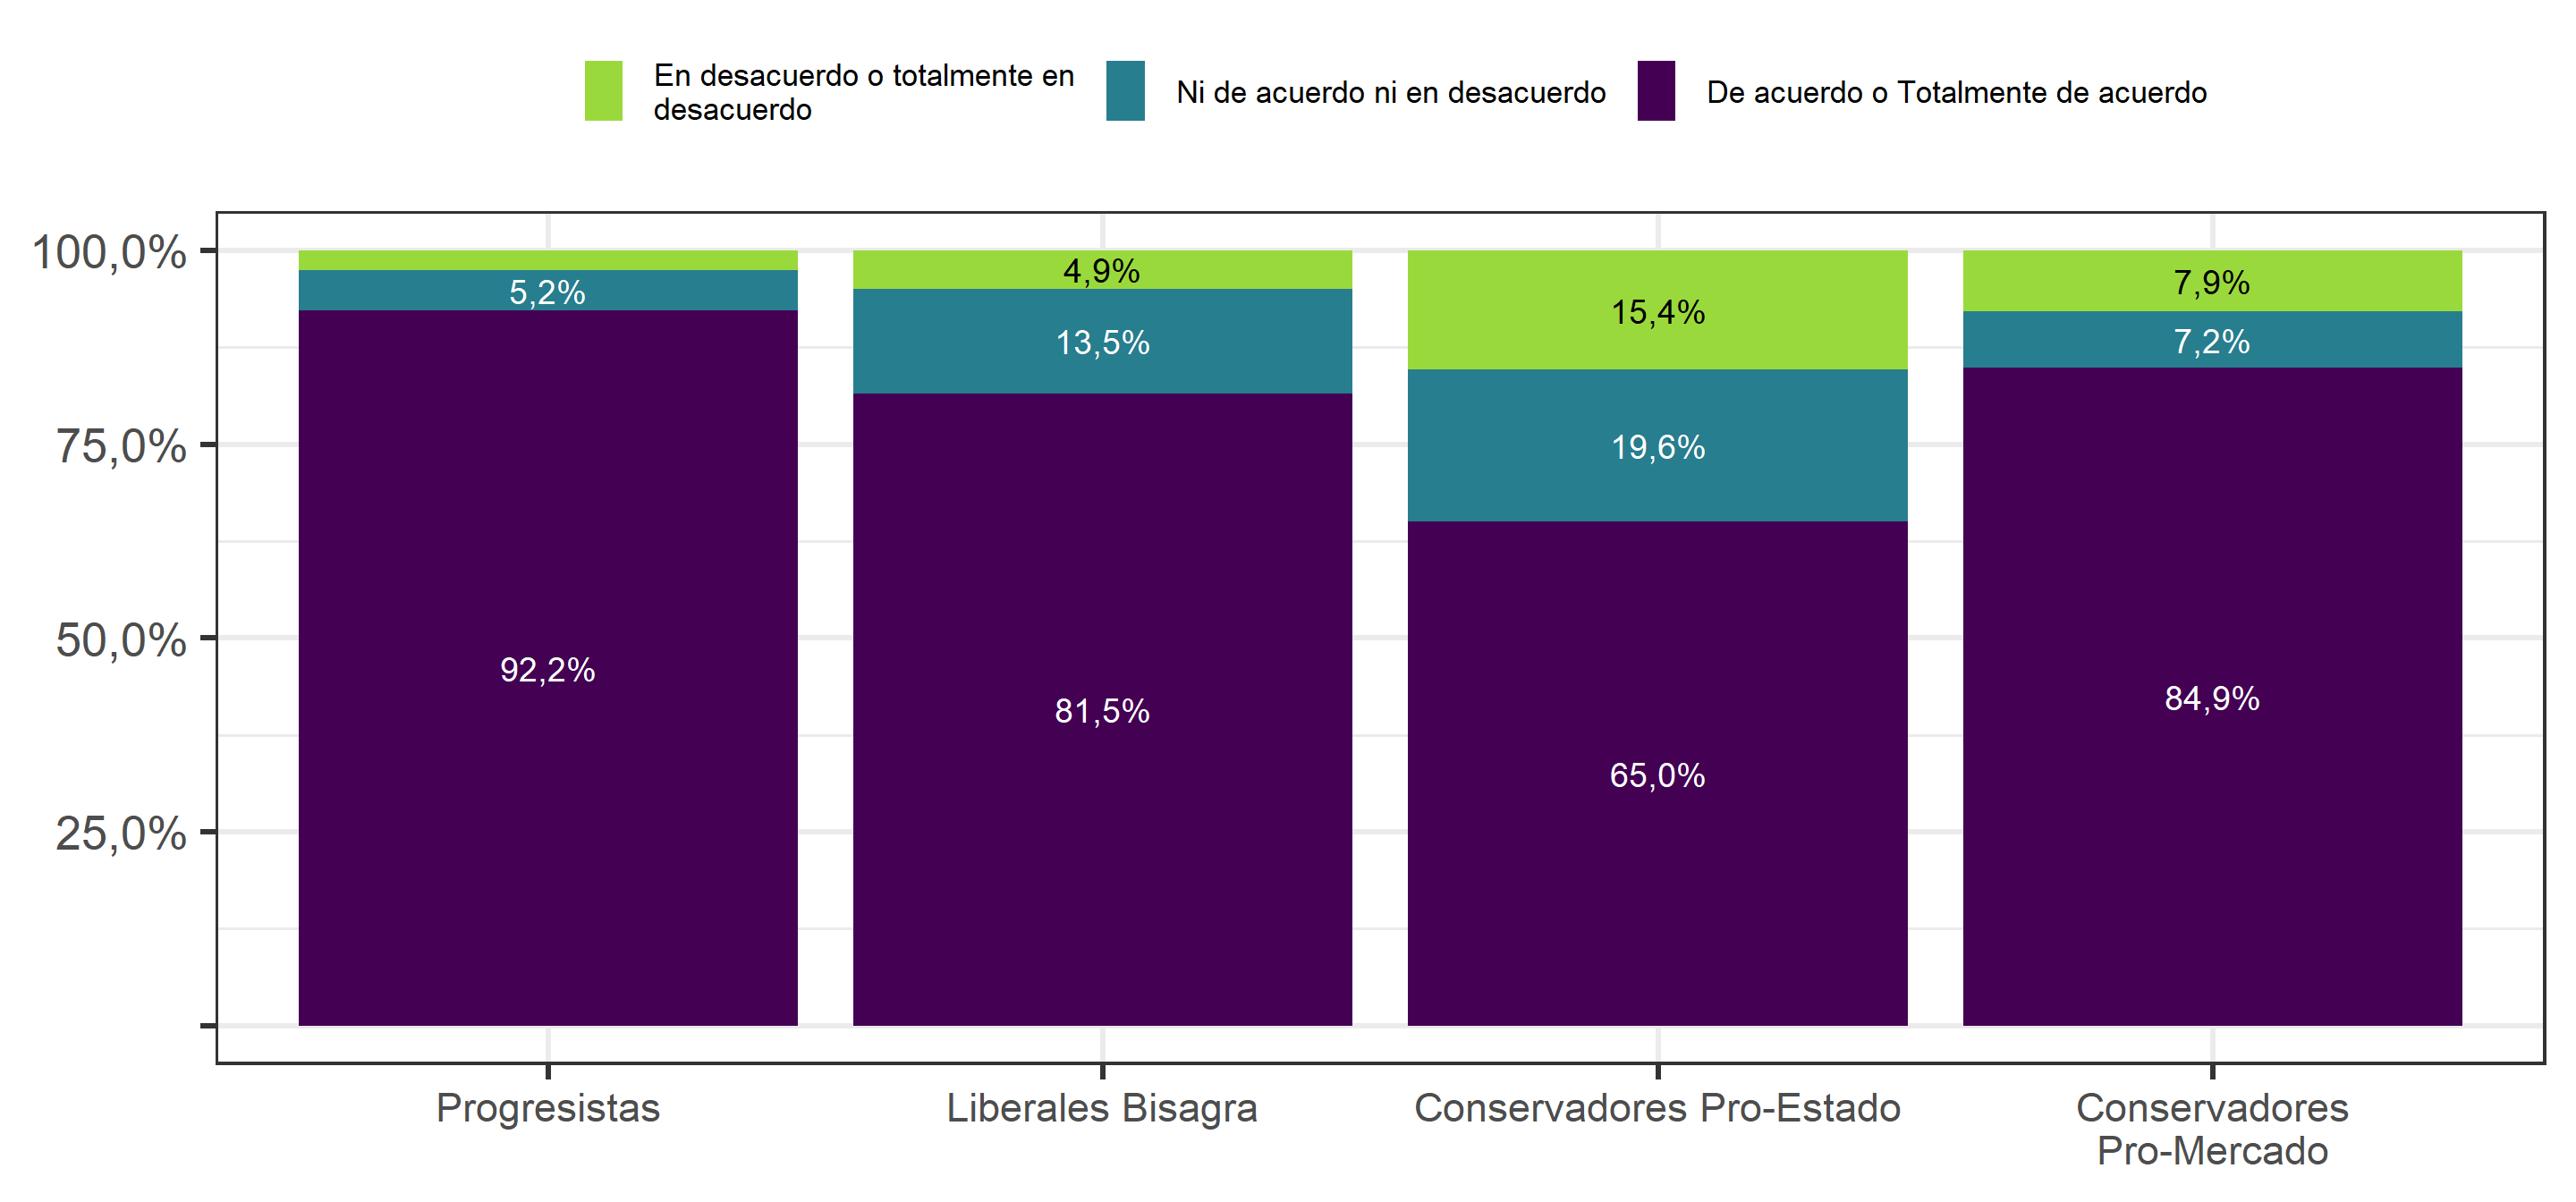 En desacuerdo o totalmente en
desacuerdo
Ni de acuerdo ni en desacuerdo
De acuerdo o Totalmente de acuerdo
100,0%
75,0%
50,0%
25,0%
5,2%
92,2%
4,9%
13,5%
81,5%
15,4%
19,6%
65,0%
7,9%
7,2%
84,9%
Progresistas
Liberales Bisagra
Conservadores Pro-Estado
Conservadores
Pro-Mercado